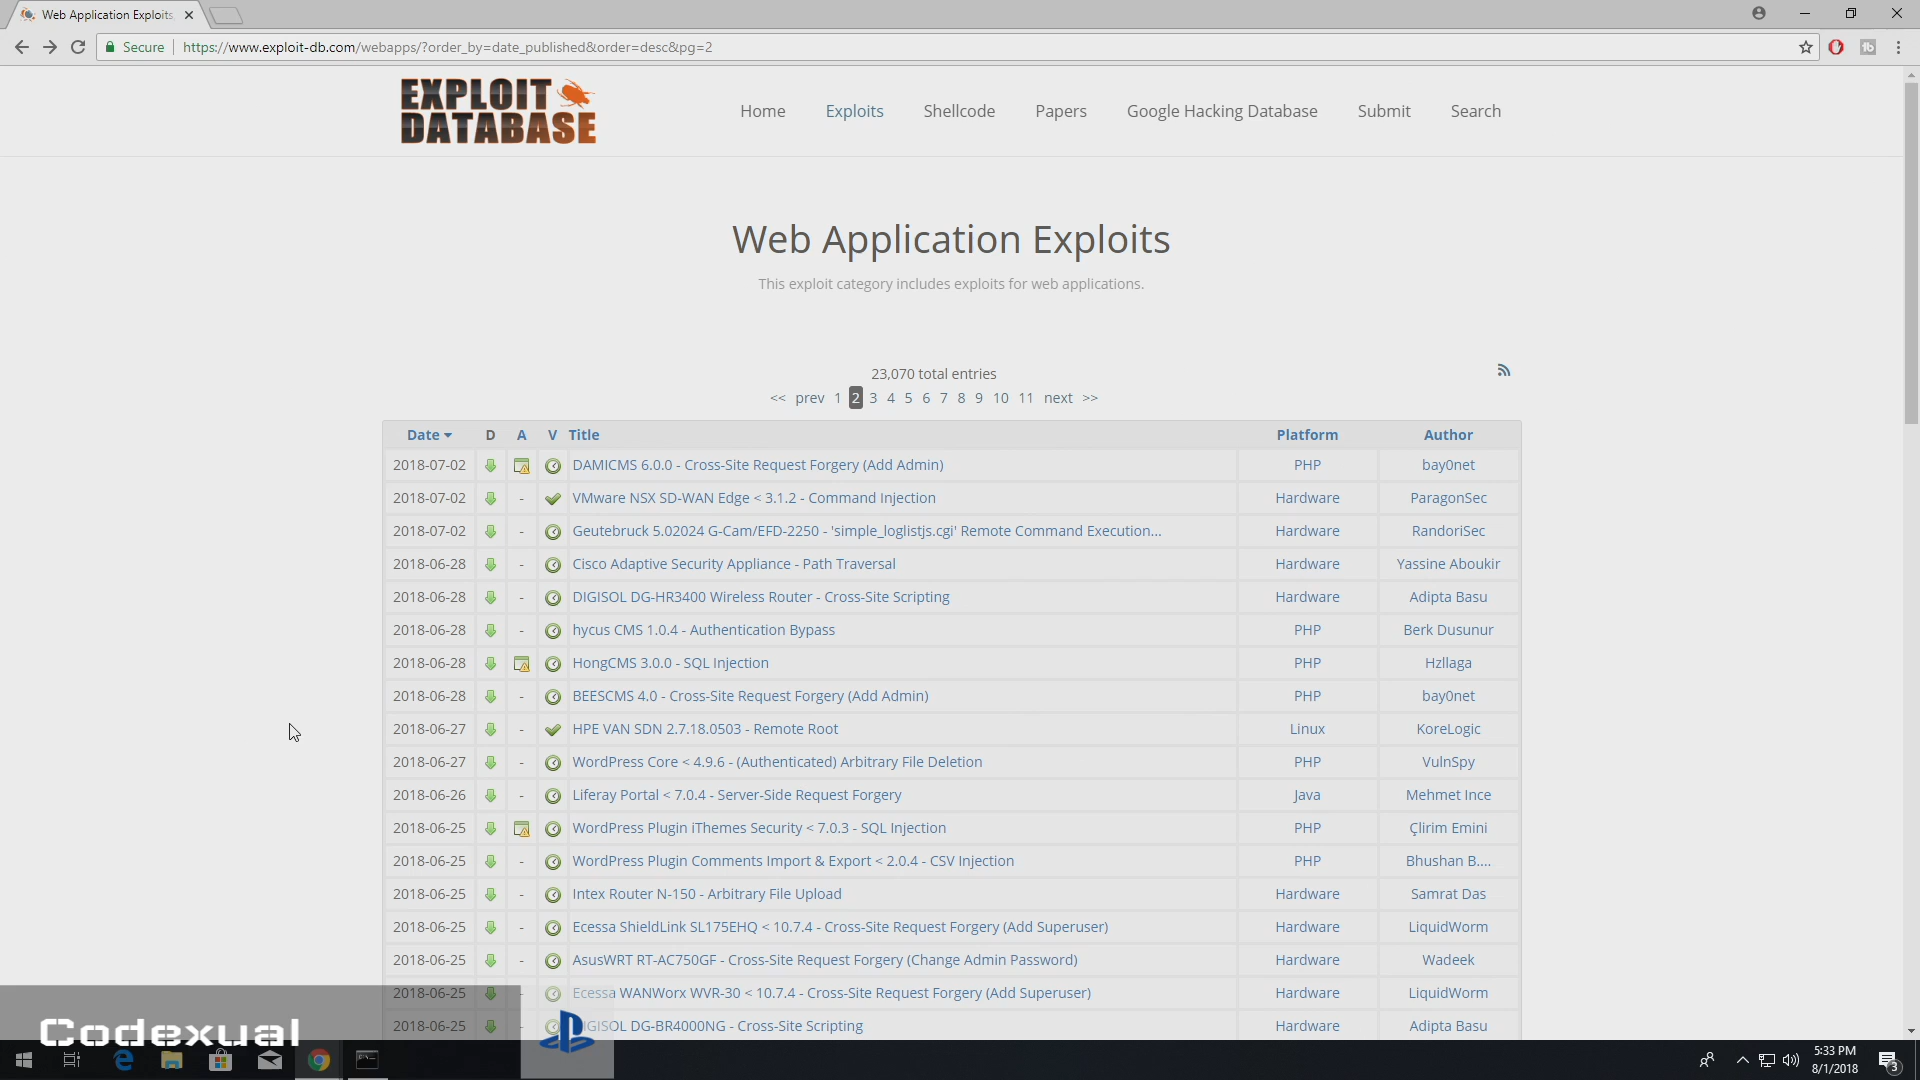 Web Application Exploits
Secure
https://www.exploit-db.com/webapps/?order_by=date_published&order=desc&pg=2
EXPLOIT
DATABASE
Home Exploits Shellcode Papers Google Hacking Database Submit Search
Web Application Exploits
This exploit category includes exploits for web applications.
23,070 total entries
<< prev 1 2 3 4 5 6 7 8 9 10 11 next >>
Date D A V Title Platform Author
2018-07-02 DAMICMS 6.0.0 - Cross-Site Request Forgery (Add Admin) PHP bay0net
2018-07-02 - VMware NSX SD-WAN Edge < 3.1.2 - Command Injection Hardware ParagonSec
2018-07-02 - Geutebruck 5.02024 G-Cam/EFD-2250 - 'simple_loglistjs.cgi' Remote Command Execution... Hardware RandoriSec
2018-06-28 - Cisco Adaptive Security Appliance - Path Traversal Hardware Yassine Aboukir
2018-06-28 - DIGISOL DG-HR3400 Wireless Router - Cross-Site Scripting Hardware Adipta Basu
2018-06-28 - hycus CMS 1.0.4 - Authentication Bypass PHP Berk Dusunur
2018-06-28 HongCMS 3.0.0 - SQL Injection PHP Hzllaga
2018-06-28 - BEESCMS 4.0 - Cross-Site Request Forgery (Add Admin) PHP bay0net
2018-06-27 - HPE VAN SDN 2.7.18.0503 - Remote Root Linux KoreLogic
2018-06-27 - WordPress Core < 4.9.6 - (Authenticated) Arbitrary File Deletion PHP VulnSpy
2018-06-26 - Liferay Portal < 7.0.4 - Server-Side Request Forgery Java Mehmet Ince
2018-06-25 WordPress Plugin iThemes Security < 7.0.3 - SQL Injection PHP Çlirim Emini
2018-06-25 - WordPress Plugin Comments Import & Export < 2.0.4 - CSV Injection PHP Bhushan B....
2018-06-25 - Intex Router N-150 - Arbitrary File Upload Hardware Samrat Das
2018-06-25 - Ecessa ShieldLink SL175EHQ < 10.7.4 - Cross-Site Request Forgery (Add Superuser) Hardware LiquidWorm
2018-06-25 - AsusWRT RT-AC750GF - Cross-Site Request Forgery (Change Admin Password) Hardware Wadeek
2018-06-25 - Ecessa WANWorx WVR-30 < 10.7.4 - Cross-Site Request Forgery (Add Superuser) Hardware LiquidWorm
2018-06-25 - DIGISOL DG-BR4000NG - Cross-Site Scripting Hardware Adipta Basu
Codexual
5:33 PM
8/1/2018
3